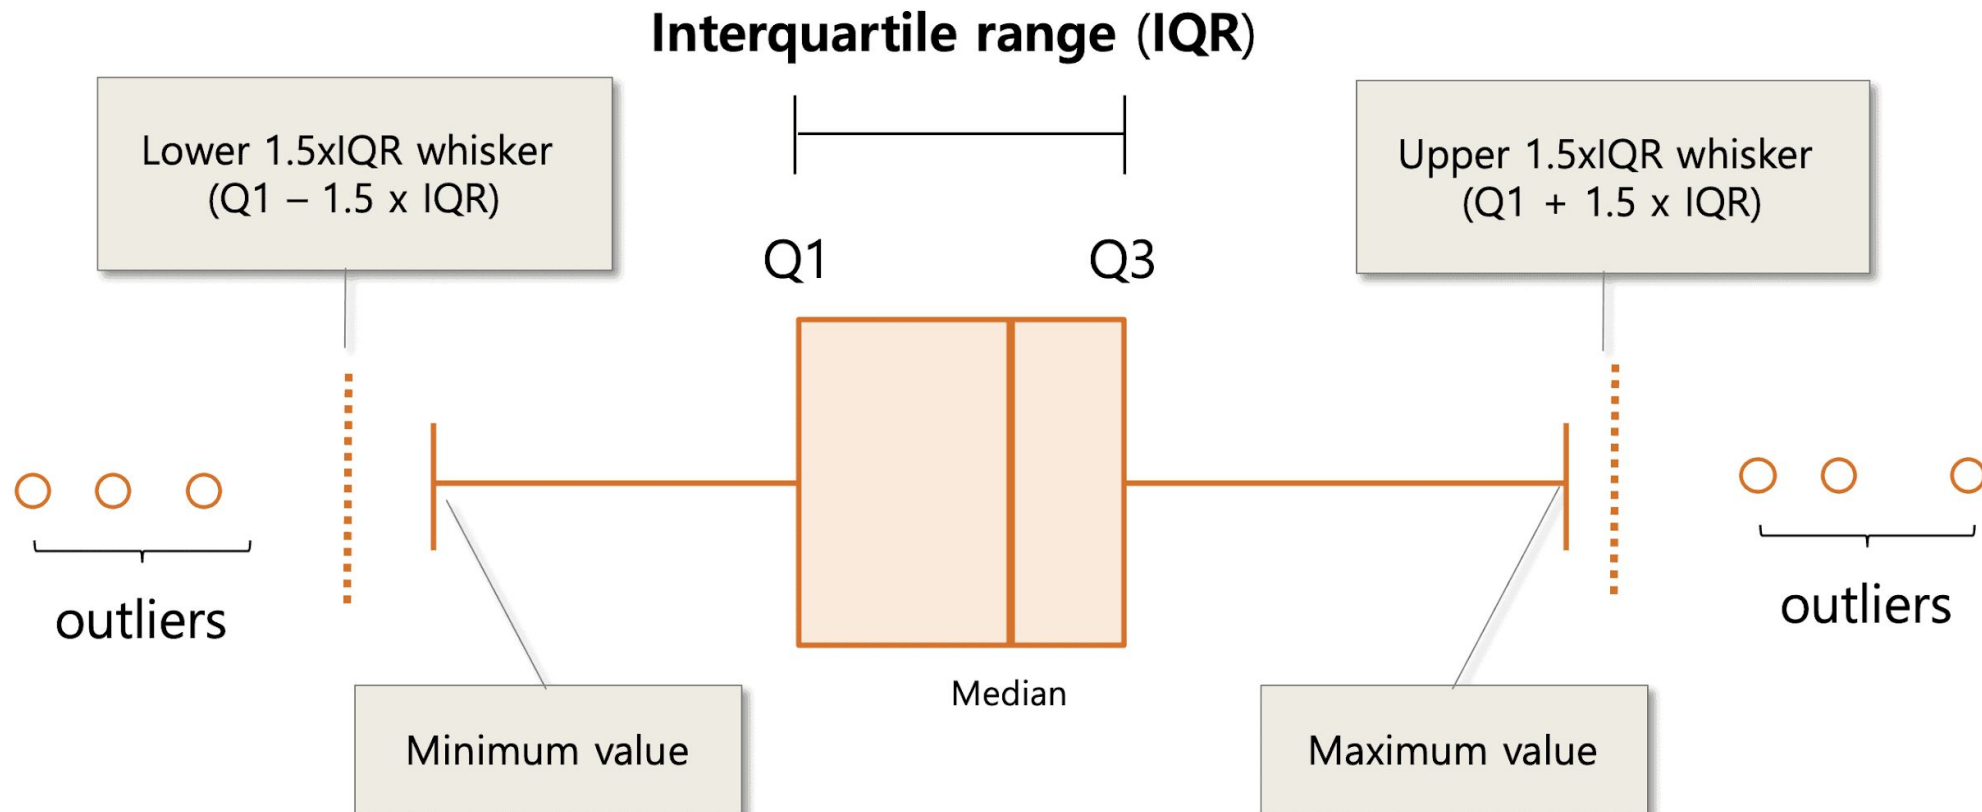 Interquartile range (IQR)
Lower 1.5xIQR whisker
(Q1 – 1.5 x IQR)
Upper 1.5xIQR whisker
(Q1 + 1.5 x IQR)
Q1
Q3
outliers
outliers
Median
Minimum value
Maximum value